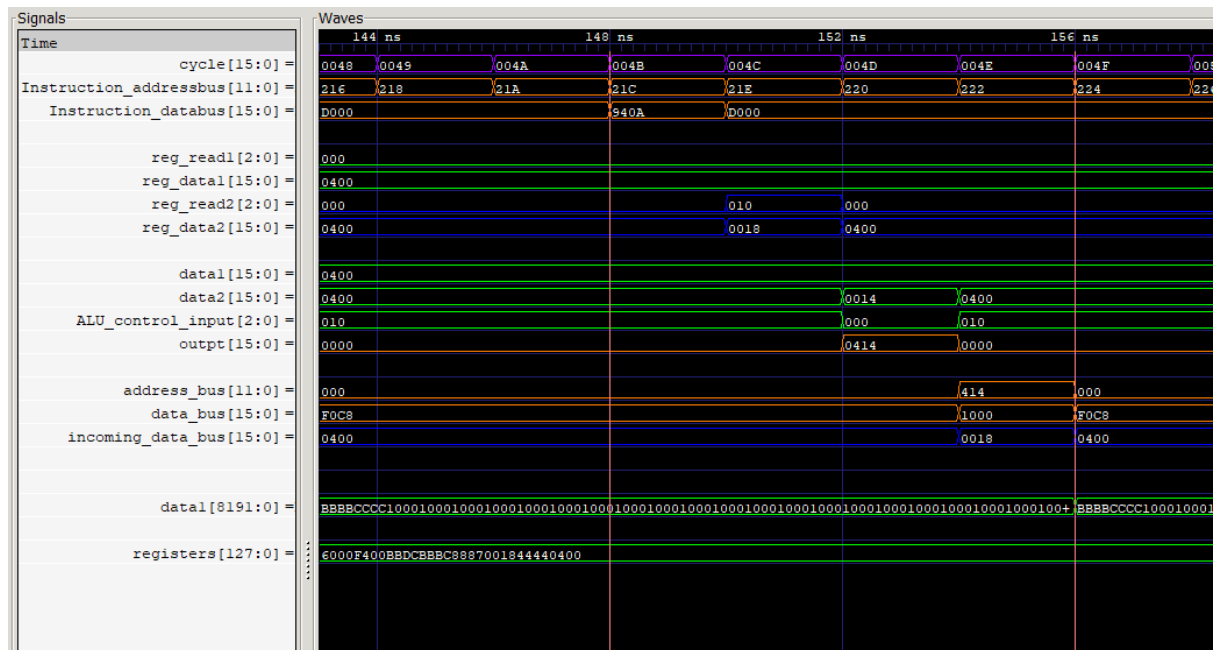 Signals Waves
Time 144 ns 148 ns 152 ns 156 ns
cycle[15:0] = 0048 0049 004A 004B 004C 004D 004E 004F
Instruction_addressbus[11:0] = 216 218 21A 21C 21E 220 222 224
Instruction_databus[15:0] = D000 940A D000
reg_read1[2:0] = 000
reg_data1[15:0] = 0400
reg_read2[2:0] = 000 010 000
reg_data2[15:0] = 0400 0018 0400
data1[15:0] = 0400
data2[15:0] = 0400 0014 0400
ALU_control_input[2:0] = 010 000 010
outpt[15:0] = 0000 0414 0000
address_bus[11:0] = 000 414 000
data_bus[15:0] = F0C8 1000 F0C8
incoming_data_bus[15:0] = 0400 0018 0400
data1[8191:0] =
registers[127:0] = 6000F400BBDCBBBC8887001844440400